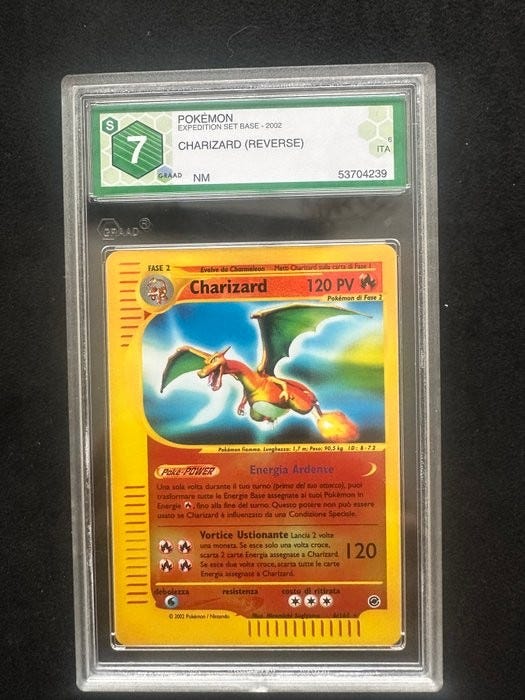 S
7
GRAAD
POKÉMON
EXPEDITION SET BASE - 2002
CHARIZARD (REVERSE)
NM
6
ITA
53704239
GRAAD
FASE 2
Evolve da Charmeleon Metti Charizard sulla carta di Fase 1
Charizard 120 PV
Pokémon di Fase 2
Pokémon fiamma. Lunghezza: 1,7 m; Peso: 90,5 kg
POKé-POWER Energia Ardente
Una sola volta durante il tuo turno (prima del tuo attacco), puoi
trasformare tutte le Energie Base assegnate ai tuoi Pokémon in
Energie , fino alla fine del turno. Questo potere non può essere
usato se Charizard è influenzato da una Condizione Speciale.
Vortice Ustionante Lancia 2 volte
una moneta. Se esce solo una volta croce,
scarta 2 carte Energia assegnate a Charizard.
Se esce due volte croce, scarta tutte le carte
Energia assegnate a Charizard.
120
debolezza resistenza costo di ritirata
© 2002 Pokémon / Nintendo